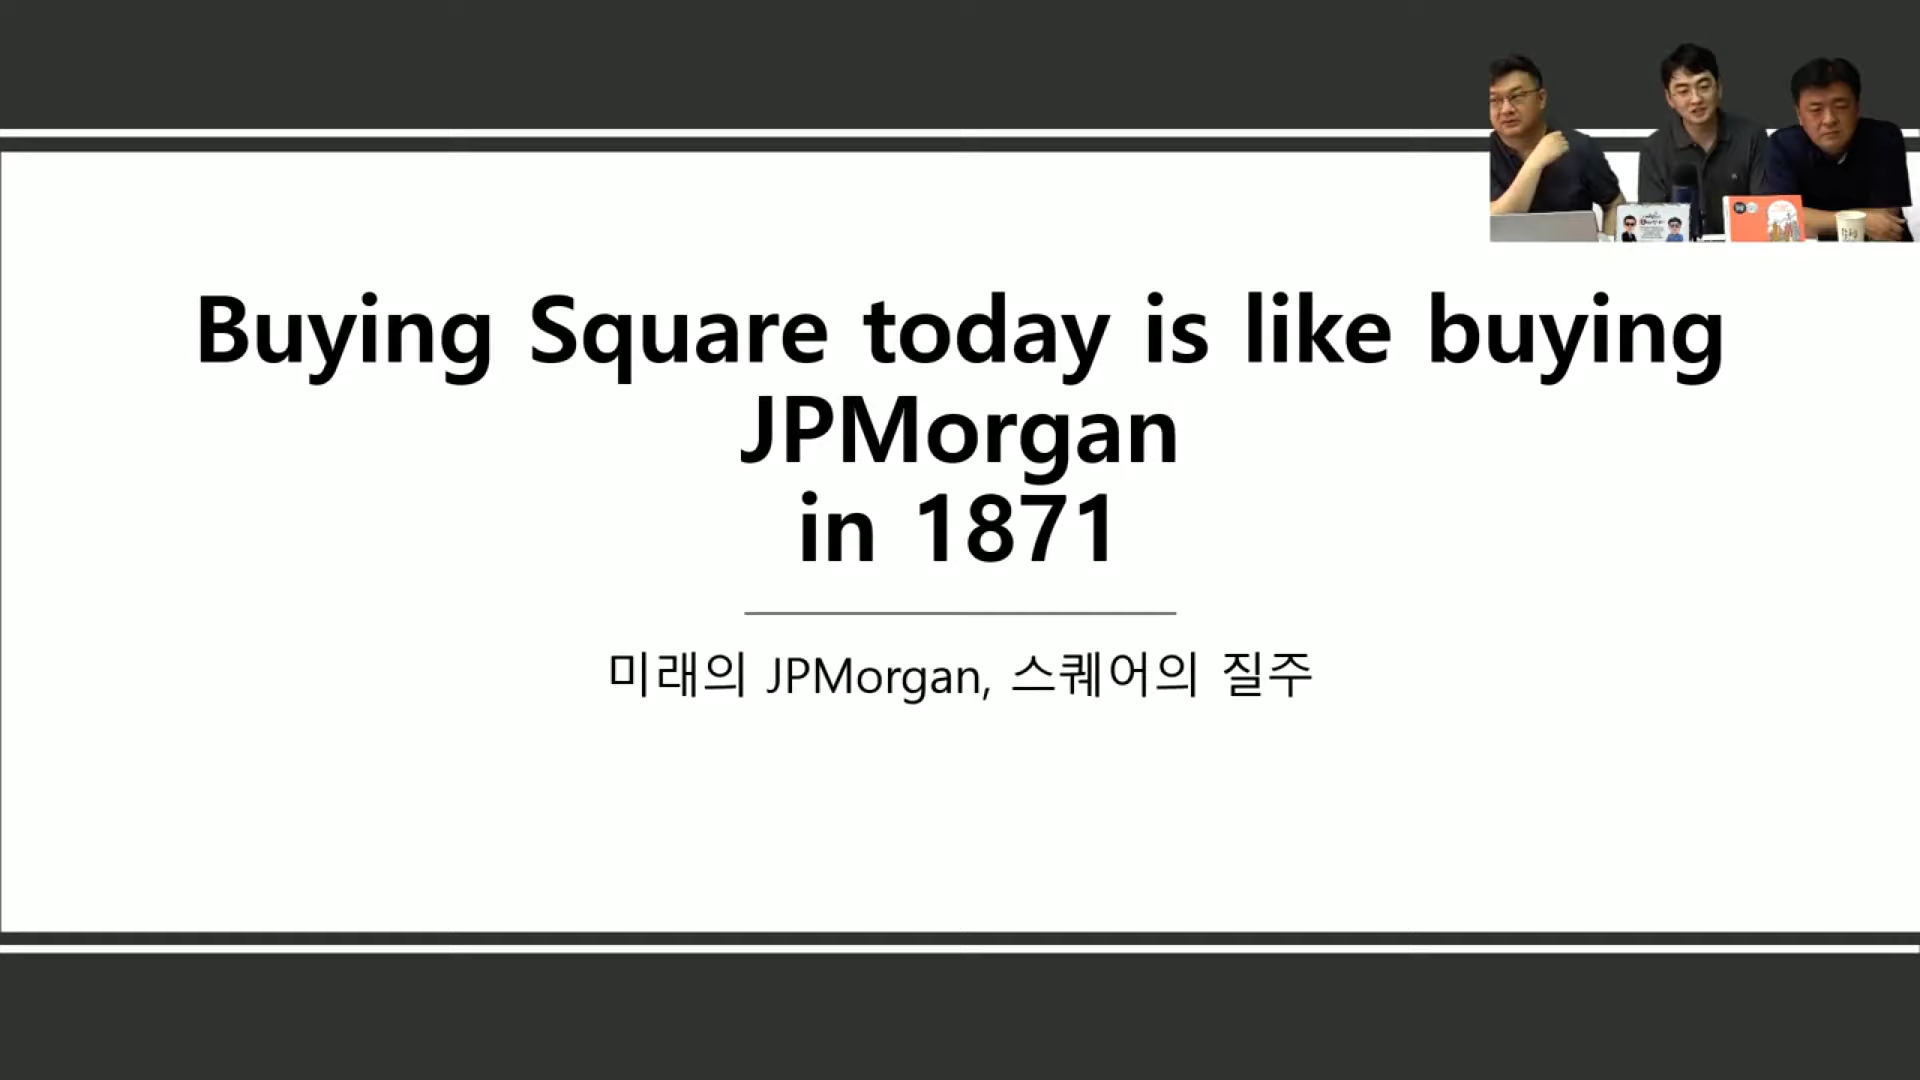 Buying Square today is like buying
JPMorgan
in 1871
미래의 JPMorgan, 스퀘어의 질주